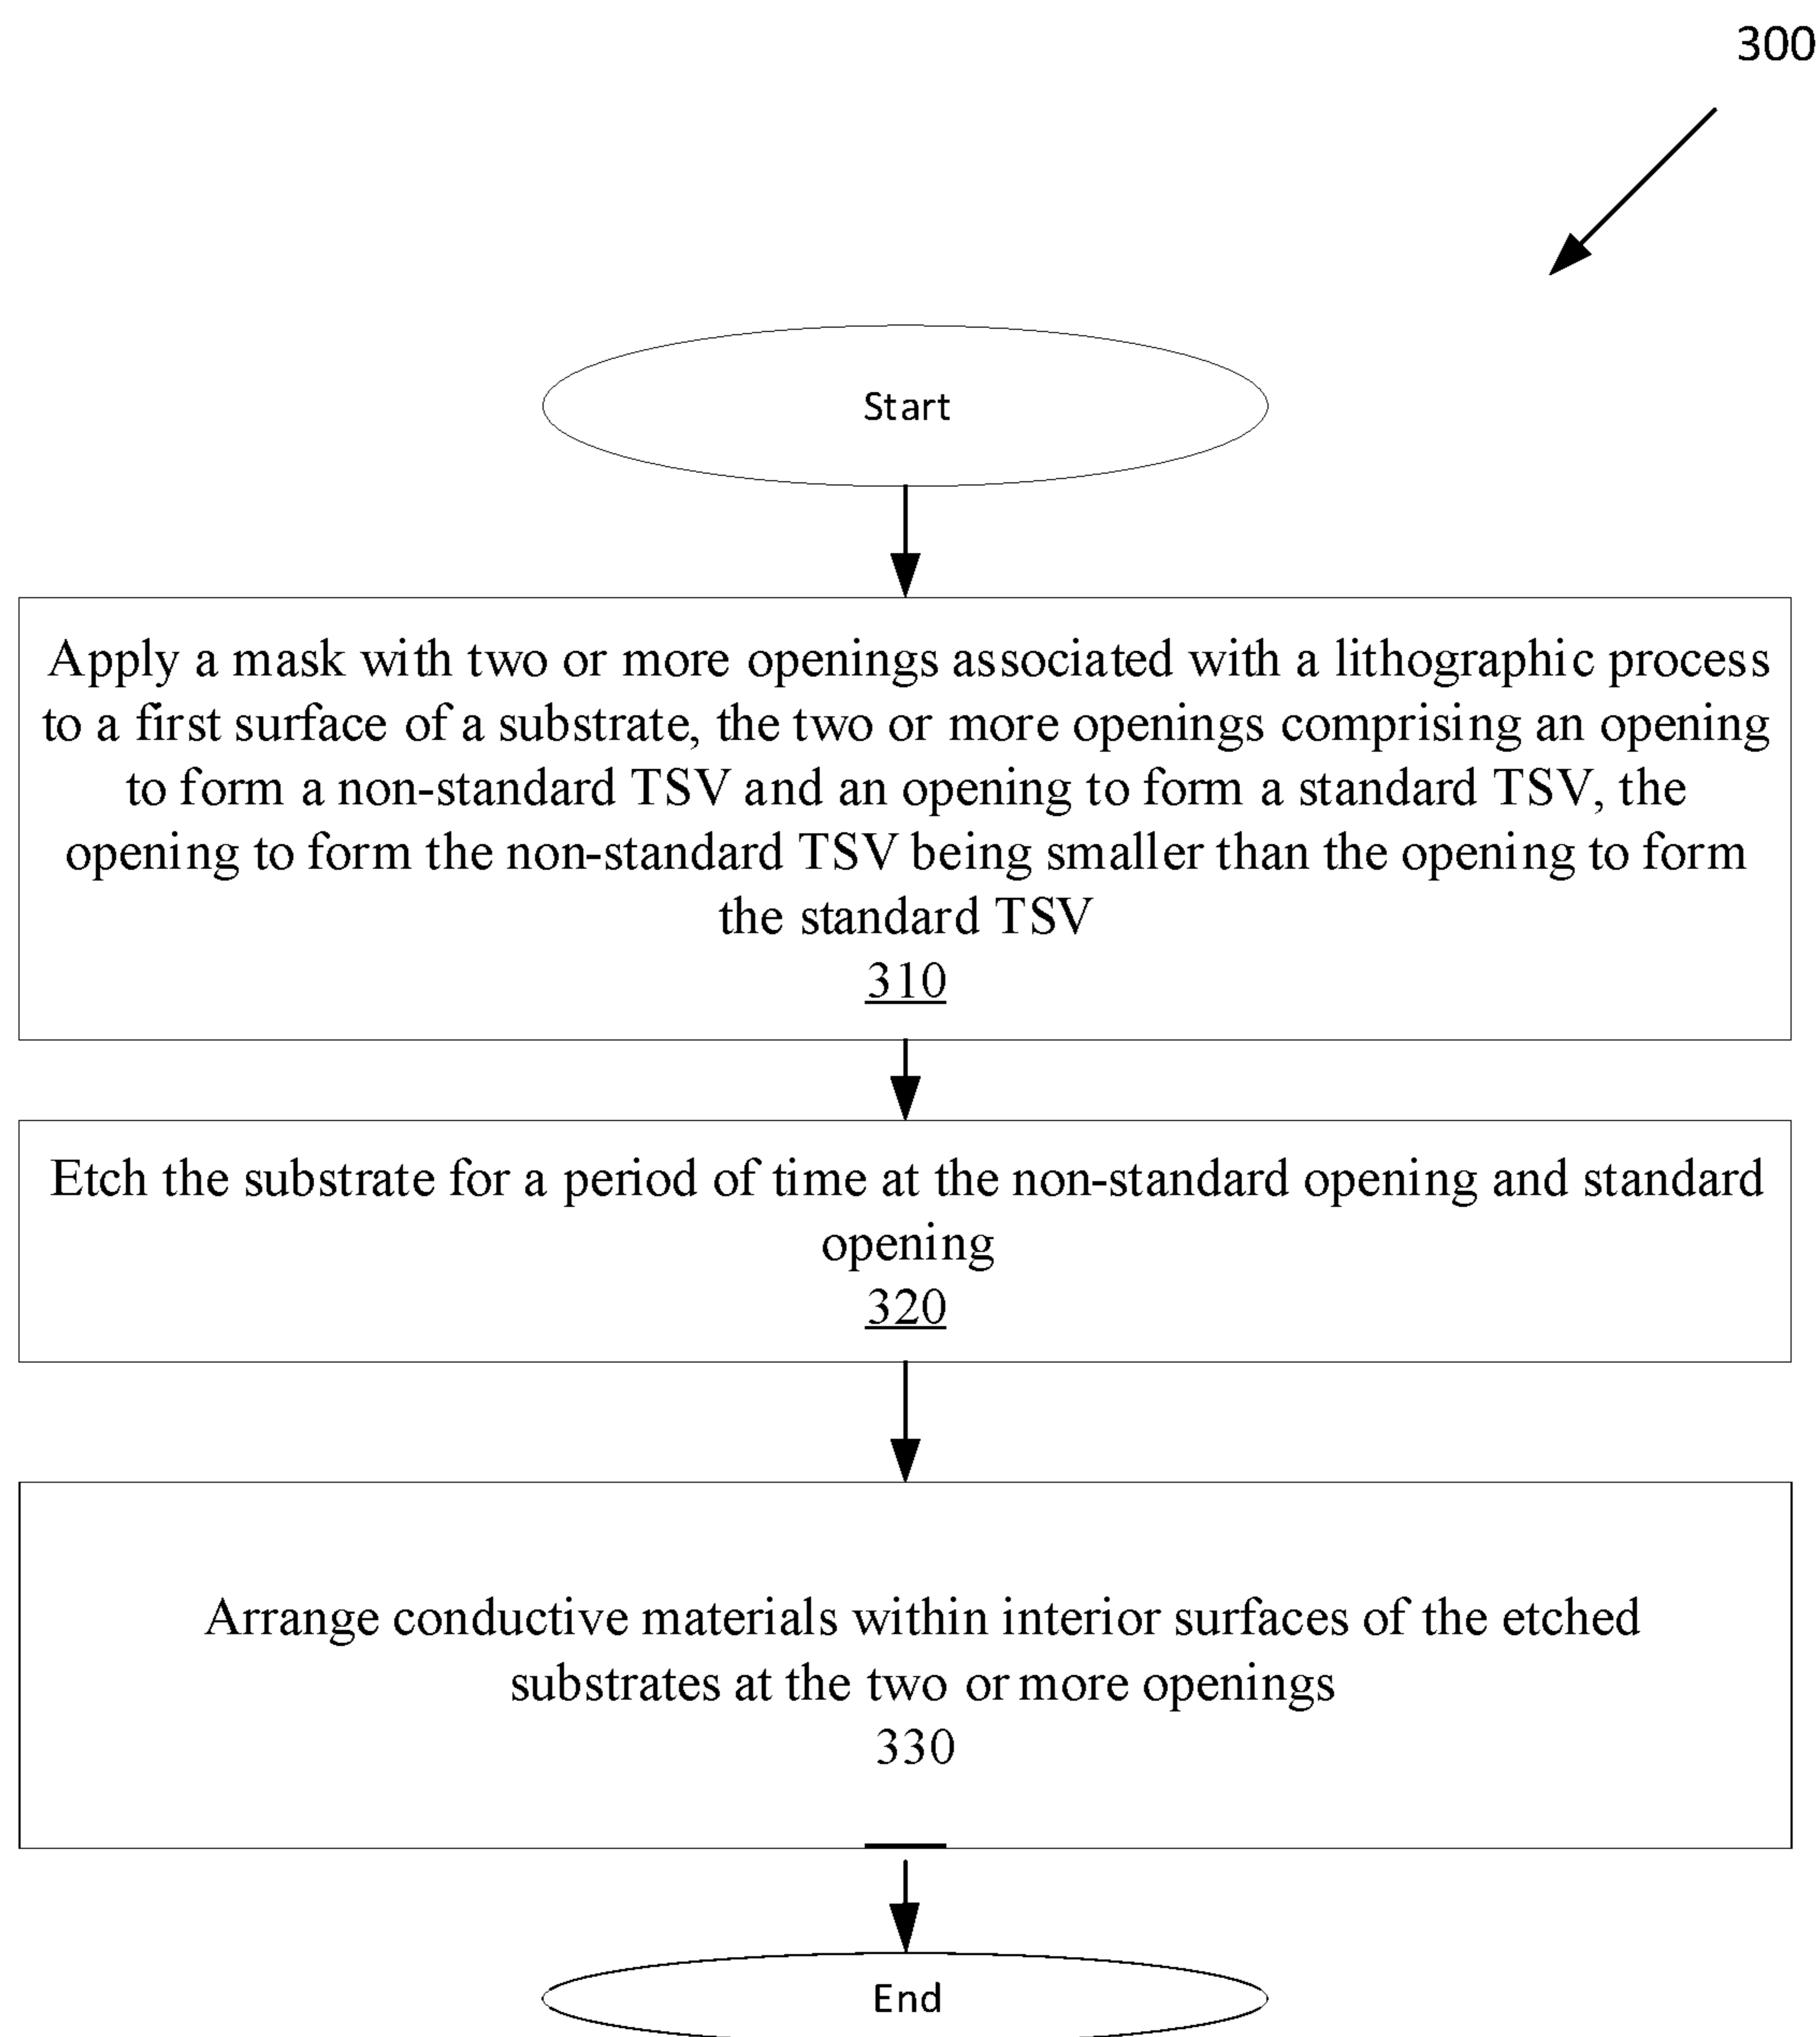 300
Start
Apply a mask with two or more openings associated with a lithographic process
to a first surface of a substrate, the two or more openings comprising an opening
to form a non-standard TSV and an opening to form a standard TSV, the
opening to form the non-standard TSV being smaller than the opening to form
the standard TSV
310
Etch the substrate for a period of time at the non-standard opening and standard
opening
320
Arrange conductive materials within interior surfaces of the etched
substrates at the two or more openings
330
End